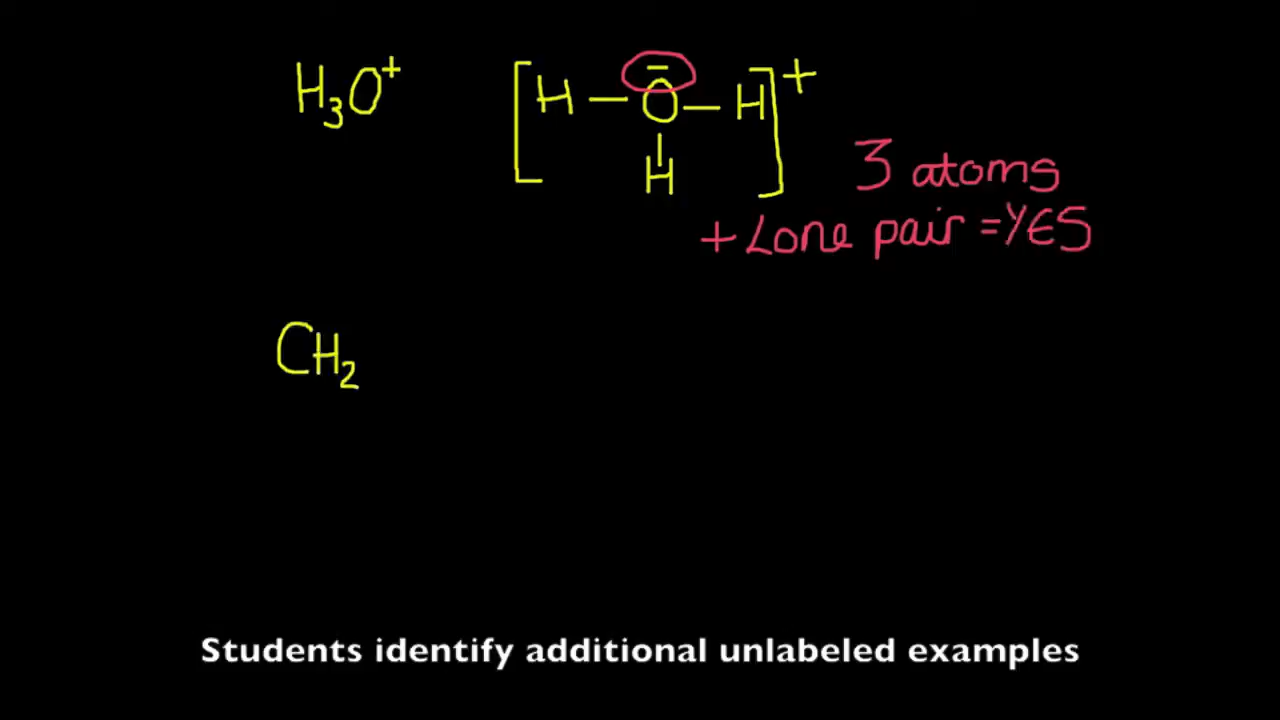 H₃O⁺ [H — O — H]⁺
H
3 atoms
+ Lone pair = YES
CH₂
Students identify additional unlabeled examples